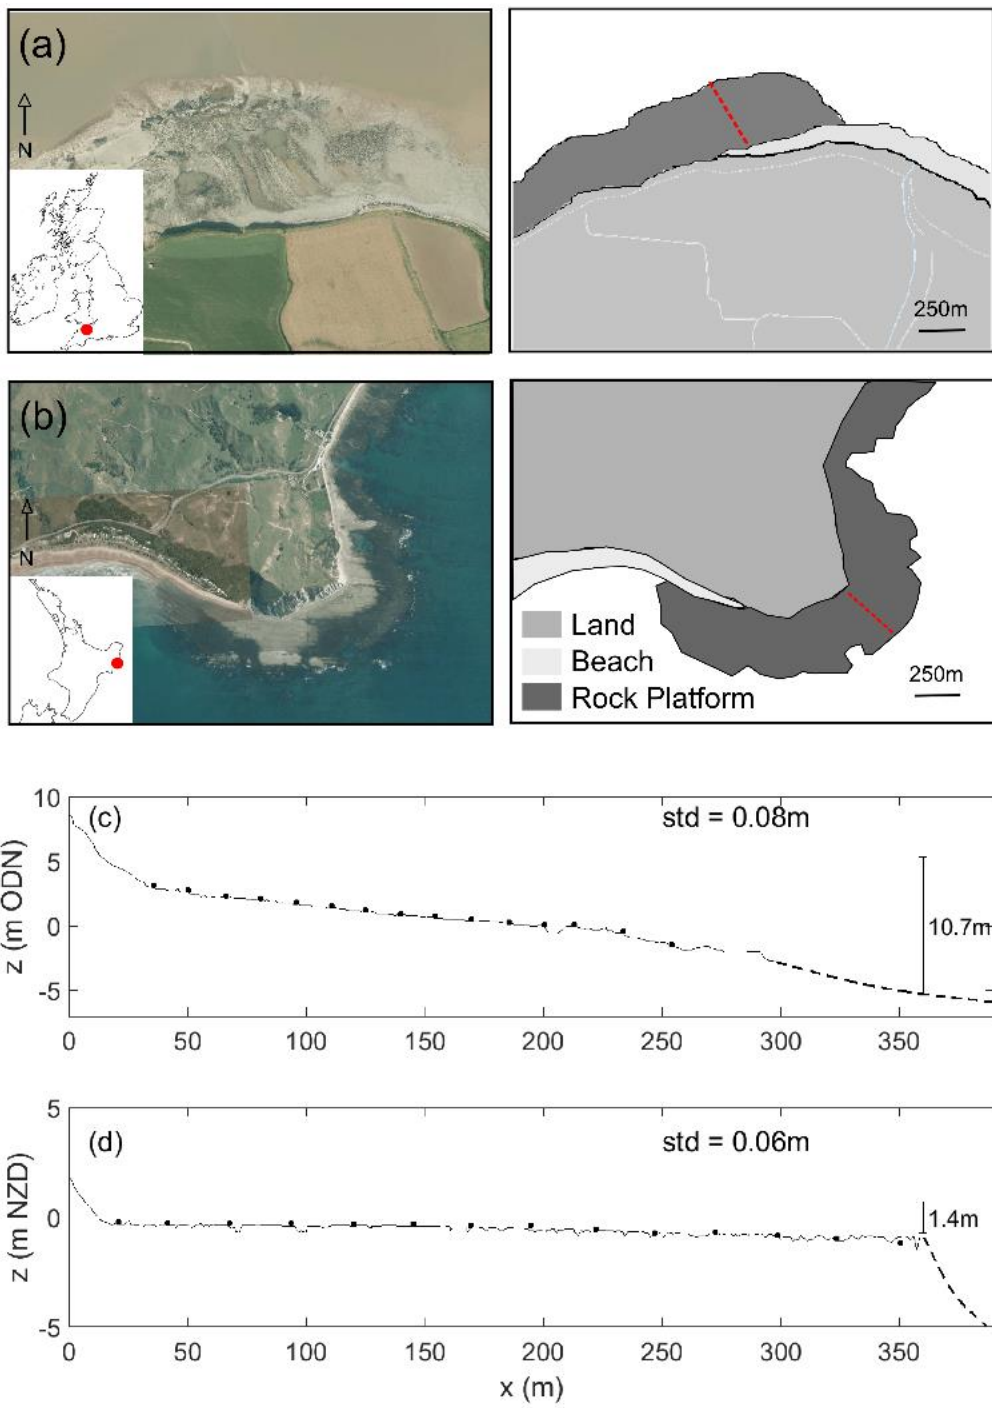 (a)
N
250m
(b)
N
Land
Beach
Rock Platform
250m
10
(c)
std = 0.08m
5
z (m ODN)
0
10.7m
-5
0 50 100 150 200 250 300 350
5
(d)
std = 0.06m
z (m NZD)
0
1.4m
-5
0 50 100 150 200 250 300 350
x (m)